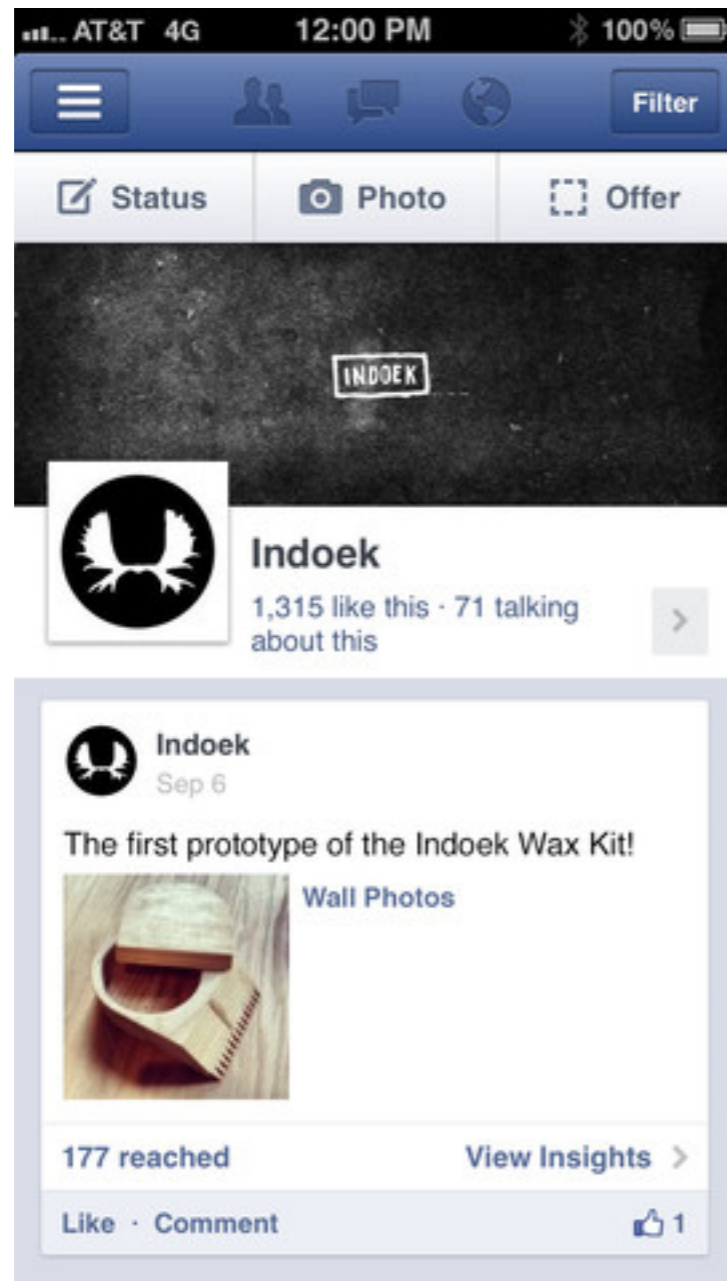 AT&T 4G 12:00 PM 100%
Filter
Status Photo Offer
INDOEK
Indoek
1,315 like this · 71 talking
about this
Indoek
Sep 6
The first prototype of the Indoek Wax Kit!
Wall Photos
177 reached View Insights
Like · Comment 1